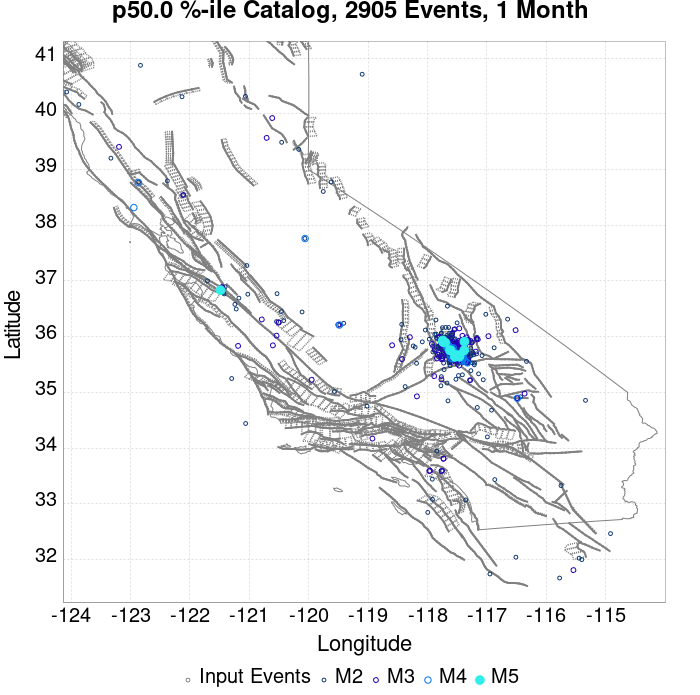 p50.0 %-ile Catalog, 2905 Events, 1 Month
41
40
39
38
37
36
35
34
33
32
Latitude
-124 -123 -122 -121 -120 -119 -118 -117 -116 -115
Longitude
Input Events M2 M3 M4 M5